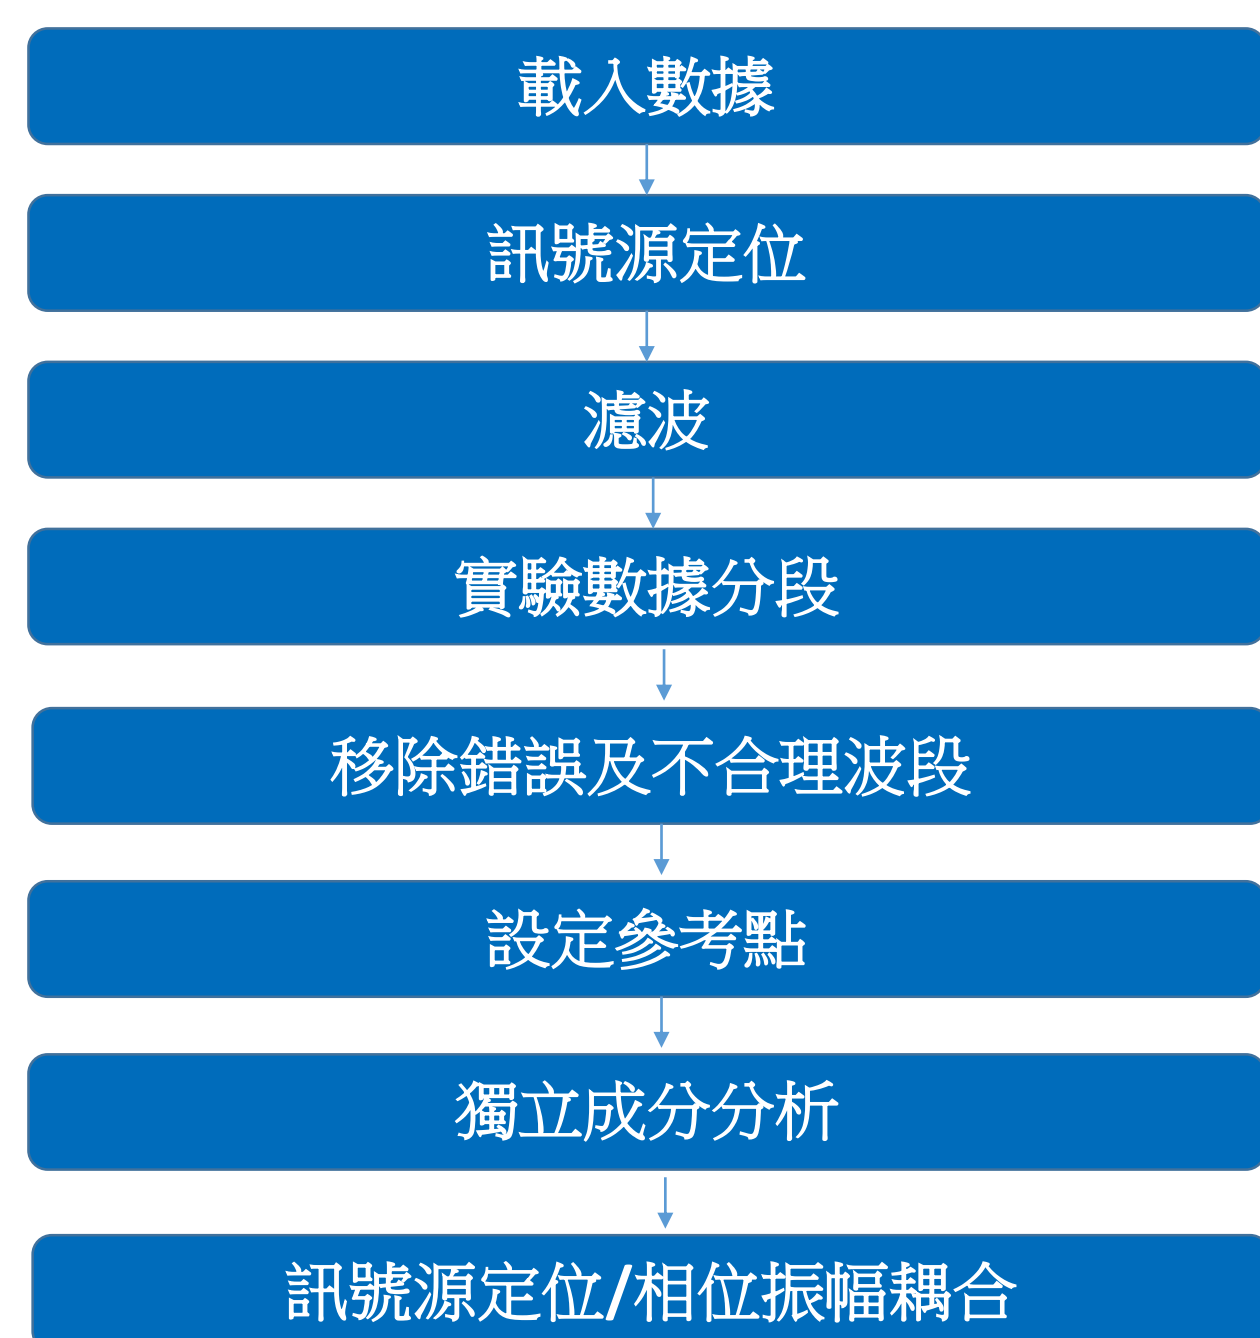 載入數據
訊號源定位
濾波
實驗數據分段
移除錯誤及不合理波段
設定參考點
獨立成分分析
訊號源定位/相位振幅耦合